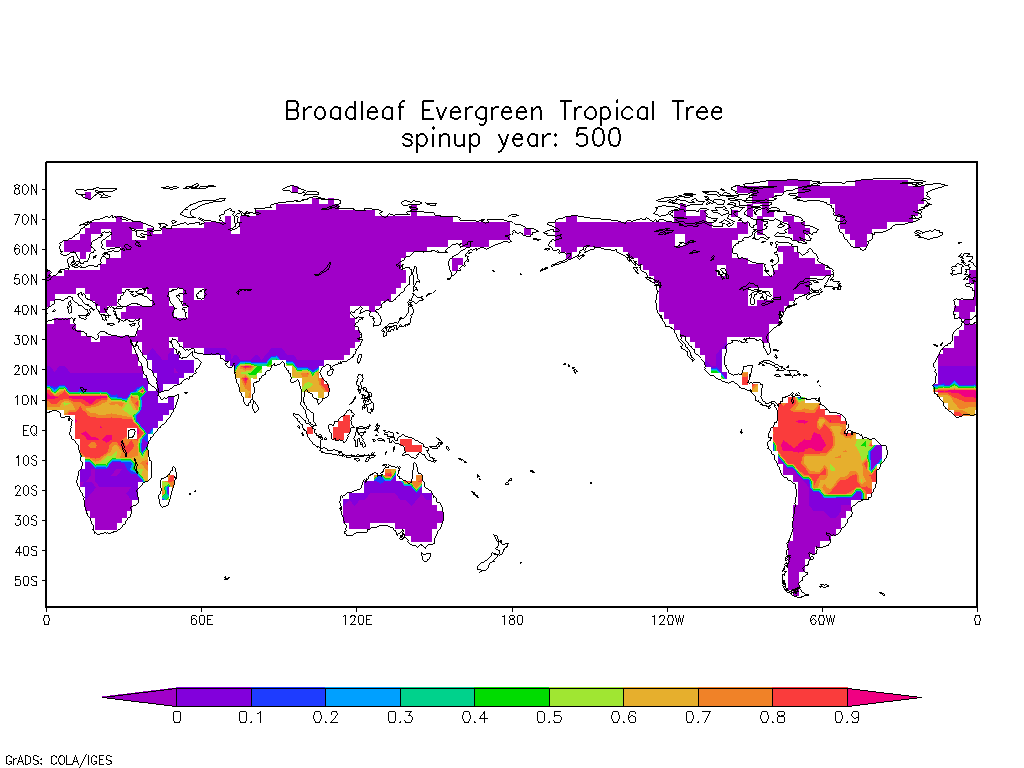 Broadleaf Evergreen Tropical Tree
spinup year: 500
80N
70N
60N
50N
40N
30N
20N
10N
EQ
10S
20S
30S
40S
50S
0 60E 120E 180 120W 60W 0
0 0.1 0.2 0.3 0.4 0.5 0.6 0.7 0.8 0.9
GrADS: COLA/IGES